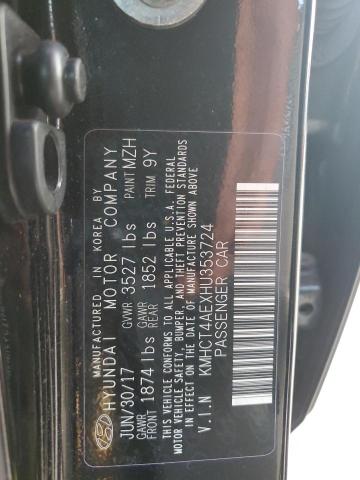 MANUFACTURED IN KOREA BY
HYUNDAI MOTOR COMPANY
JUN/30/17 GVWR 3527 lbs PAINT MZH
GAWR FRONT 1874 lbs GAWR REAR 1852 lbs TRIM 9Y
THIS VEHICLE CONFORMS TO ALL APPLICABLE U.S.A. FEDERAL
MOTOR VEHICLE SAFETY, BUMPER, AND THEFT PREVENTION STANDARDS
IN EFFECT ON THE DATE OF MANUFACTURE SHOWN ABOVE
V.I.N KMHCT4AEXHU353724
PASSENGER CAR